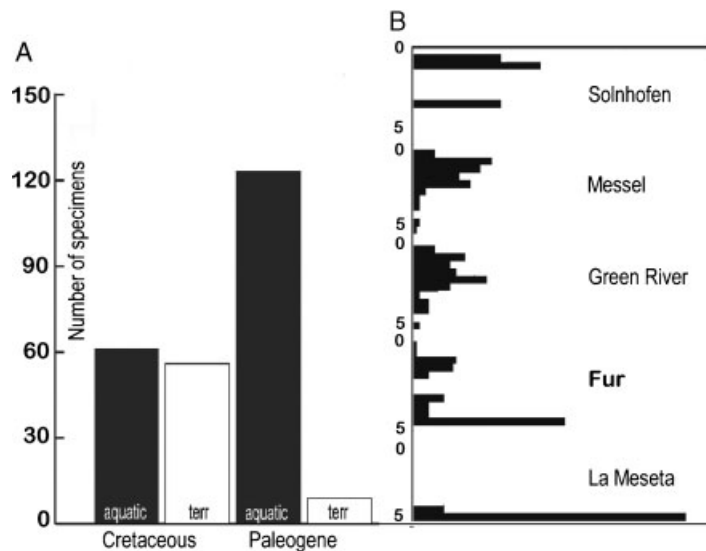 A
150
120
90
60
30
0
Number of specimens
aquatic
terr
aquatic
terr
Cretaceous
Paleogene
B
0
5
0
5
0
5
0
5
0
5
Solnhofen
Messel
Green River
Fur
La Meseta